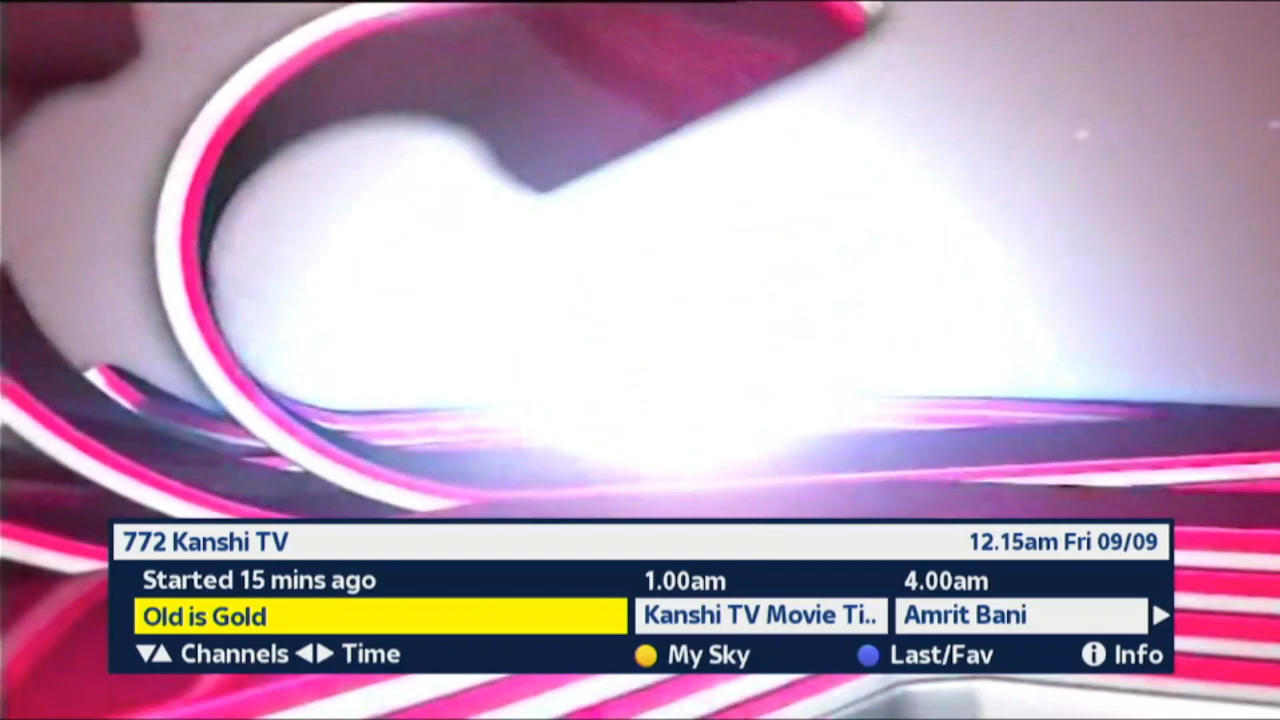 772 Kanshi TV 12.15am Fri 09/09
Started 15 mins ago 1.00am 4.00am
Old is Gold Kanshi TV Movie Ti.. Amrit Bani
Channels Time My Sky Last/Fav Info